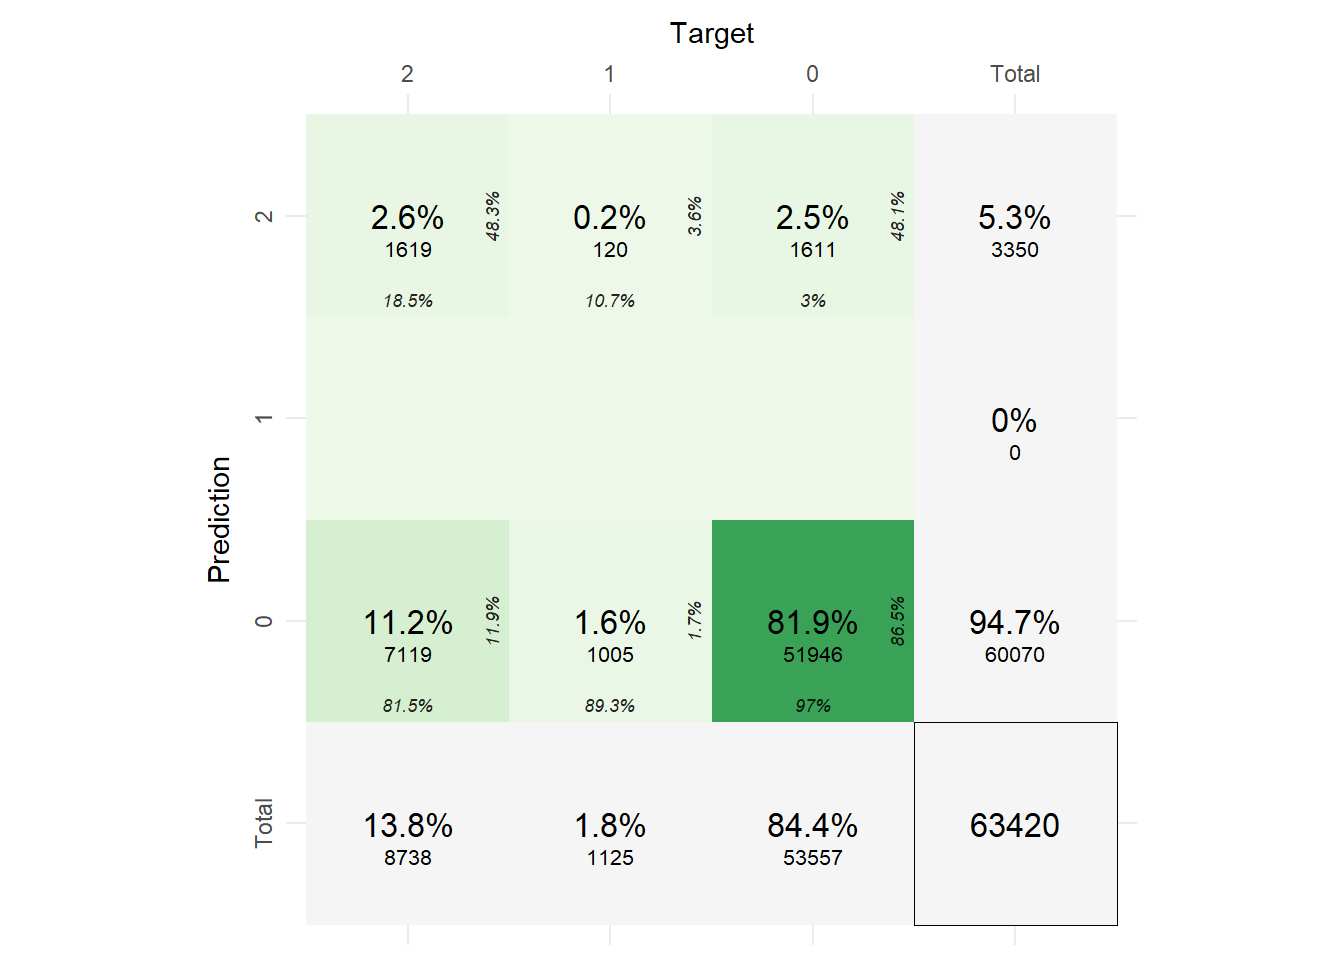 Target
2 1 0 Total
2
2.6% 48.3% 0.2% 3.6% 2.5% 48.1% 5.3%
1619 120 1611 3350
18.5% 10.7% 3%
1
0%
0
Prediction
0
11.2% 11.9% 1.6% 1.7% 81.9% 86.5% 94.7%
7119 1005 51946 60070
81.5% 89.3% 97%
Total
13.8% 1.8% 84.4% 63420
8738 1125 53557